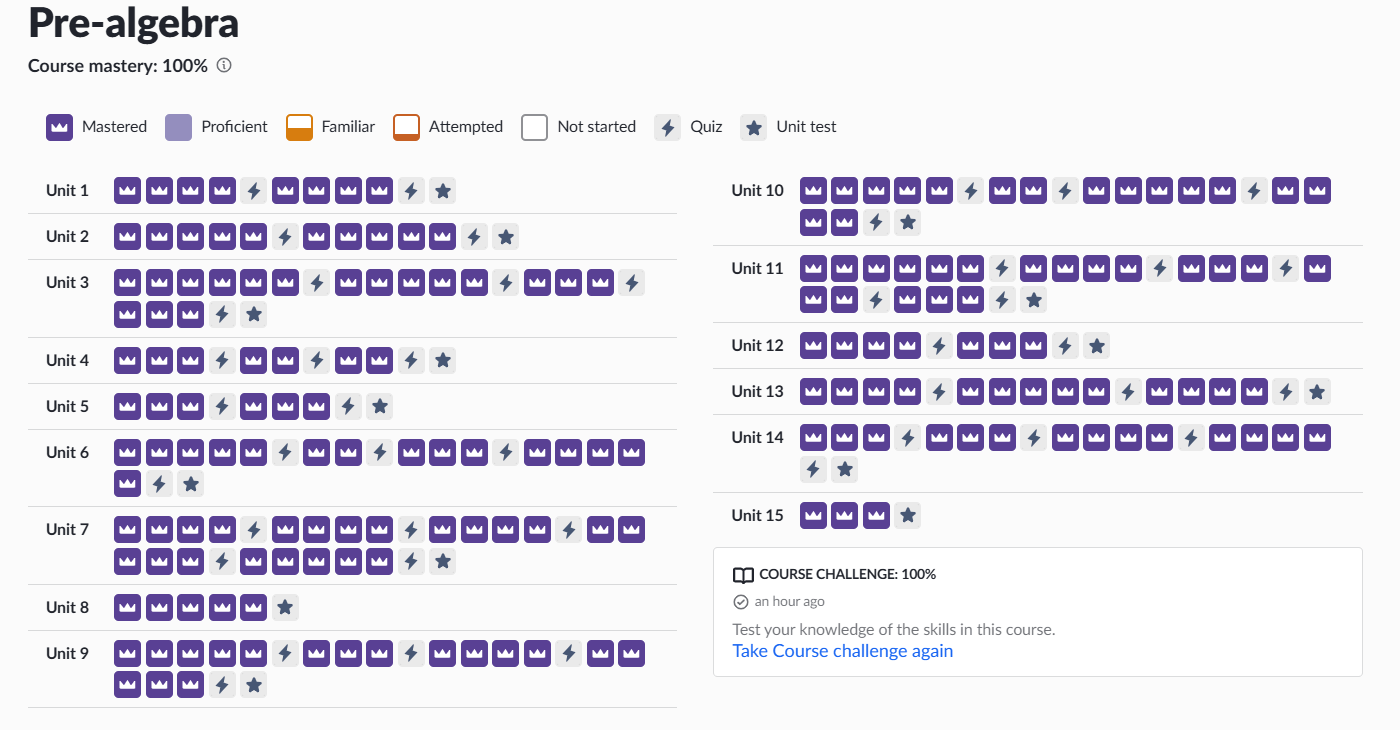 Pre-algebra
Course mastery: 100%
Mastered Proficient Familiar Attempted Not started Quiz Unit test
Unit 1
Unit 2
Unit 3
Unit 4
Unit 5
Unit 6
Unit 7
Unit 8
Unit 9
Unit 10
Unit 11
Unit 12
Unit 13
Unit 14
Unit 15
COURSE CHALLENGE: 100%
an hour ago
Test your knowledge of the skills in this course.
Take Course challenge again